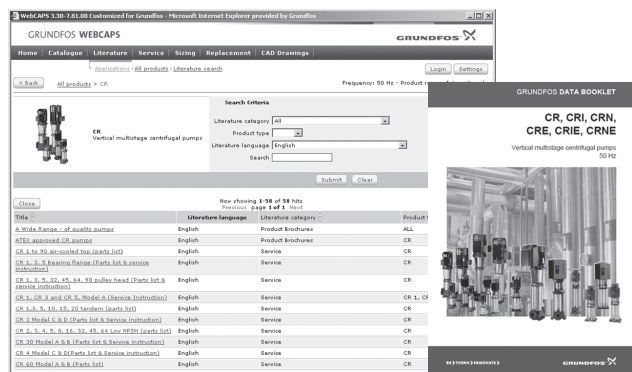 WebCAPS 3.30-7.81.08 Customized for Grundfos - Microsoft Internet Explorer provided by Grundfos
GRUNDFOS WEBCAPS
GRUNDFOS
Home Catalogue Literature Service Sizing Replacement CAD Drawings
Applications All products Literature search
Login Settings
< Back All products > CR
Frequency: 50 Hz - Product
Search Criteria
CR
Vertical multistage centrifugal pumps
Literature category All
Product type
Literature language English
Search
Submit Clear
Close
Now showing 1-58 of 58 hits
Previous page 1 of 1 Next
Title Literature language Literature category Product
A Wide Range - of quality pumps English Product Brochures ALL
ATEX approved CR pumps English Product Brochures CR
CR 1 to 90 air-cooled top (parts list) English Service CR
CR 1, 3, 5 Bearing flange (Parts list & service instruction) English Service CR
CR 1, 3, 5, 32, 45, 64, 90 pulley head (Parts list & service instruction) English Service CR
CR 1, CR 3 and CR 5, Model A (Service Instruction) English Service CR 1, CR
CR 1,3, 5, 10, 15, 20 tandem (parts list) English Service CR
CR 2 Model C & D (Parts list & Service instruction) English Service CR
CR 2, 3, 4, 5, 8, 16, 32, 45, 64 Low NPSH (parts list) English Service CR
CR 30 Model A & B (Parts list & Service instruction) English Service CR
CR 4 Model C & D(Parts list & Service instruction) English Service CR
CR 60 Model A & B (Parts list) English Service CR
GRUNDFOS DATA BOOKLET
CR, CRI, CRN,
CRE, CRIE, CRNE
Vertical multistage centrifugal pumps
50 Hz
BE > THINK > INNOVATE >
GRUNDFOS